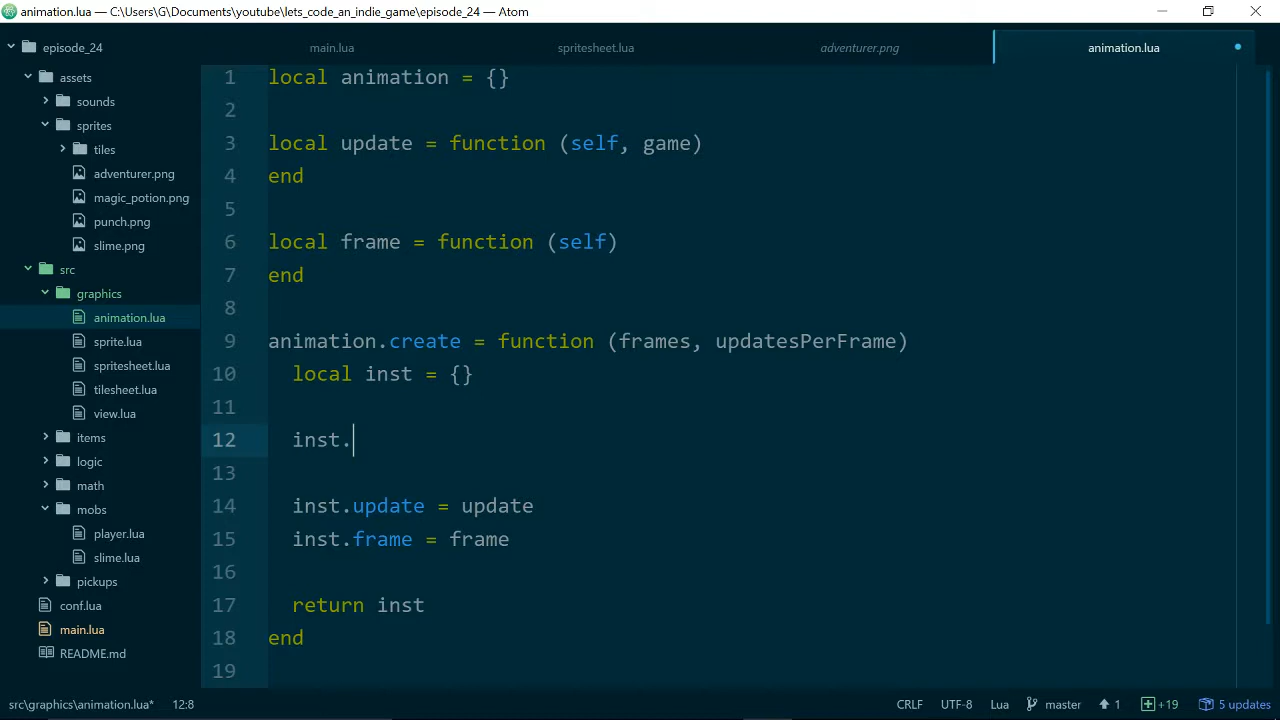 animation.lua — C:\Users\G\Documents\youtube\lets_code_an_indie_game\episode_24 — Atom
episode_24
main.lua
spritesheet.lua
adventurer.png
animation.lua
assets
sounds
sprites
tiles
adventurer.png
magic_potion.png
punch.png
slime.png
src
graphics
animation.lua
sprite.lua
spritesheet.lua
tilesheet.lua
view.lua
items
logic
math
mobs
player.lua
slime.lua
pickups
conf.lua
main.lua
README.md
1 local animation = {}
2
3 local update = function (self, game)
4 end
5
6 local frame = function (self)
7 end
8
9 animation.create = function (frames, updatesPerFrame)
10 local inst = {}
11
12 inst.
13
14 inst.update = update
15 inst.frame = frame
16
17 return inst
18 end
19
src\graphics\animation.lua* 12:8 CRLF UTF-8 Lua master 1 +19 5 updates